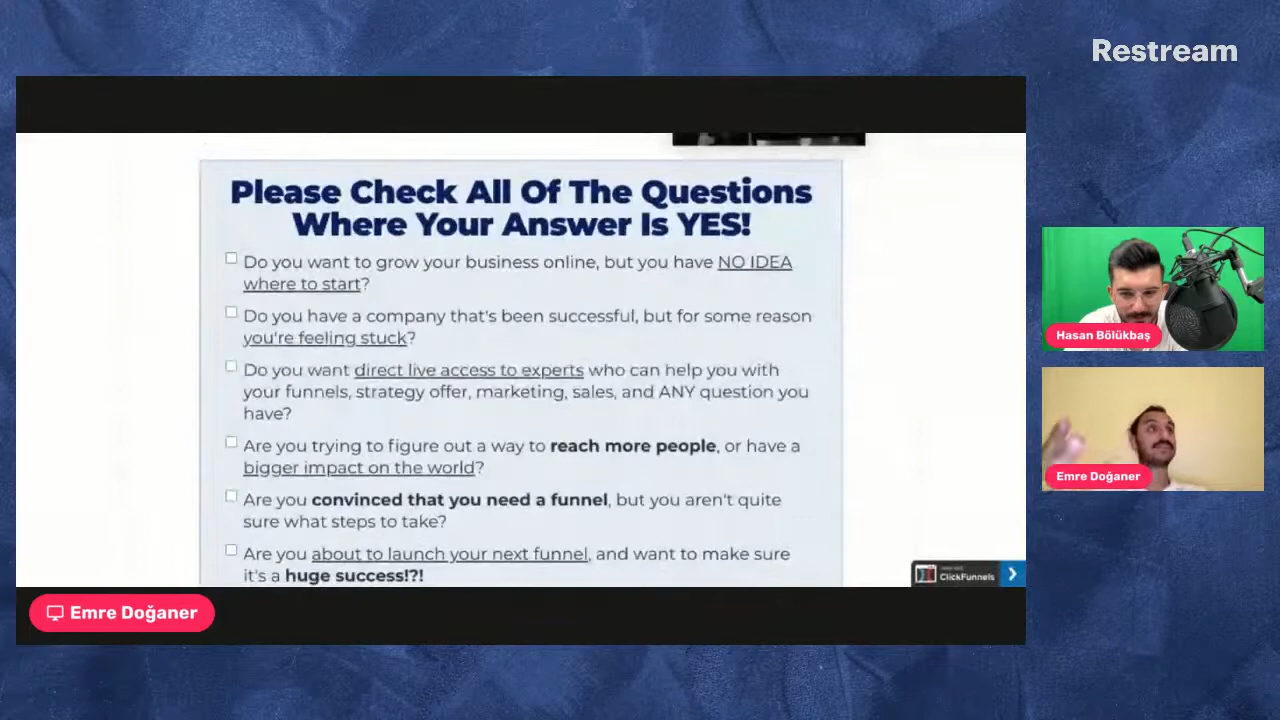 Restream
Please Check All Of The Questions
Where Your Answer Is YES!
Do you want to grow your business online, but you have NO IDEA
where to start?
Do you have a company that's been successful, but for some reason
you're feeling stuck?
Do you want direct live access to experts who can help you with
your funnels, strategy offer, marketing, sales, and ANY question you
have?
Are you trying to figure out a way to reach more people, or have a
bigger impact on the world?
Are you convinced that you need a funnel, but you aren't quite
sure what steps to take?
Are you about to launch your next funnel, and want to make sure
it's a huge success!?!
ClickFunnels
Emre Doğaner
Hasan Bölükbaş
Emre Doğaner